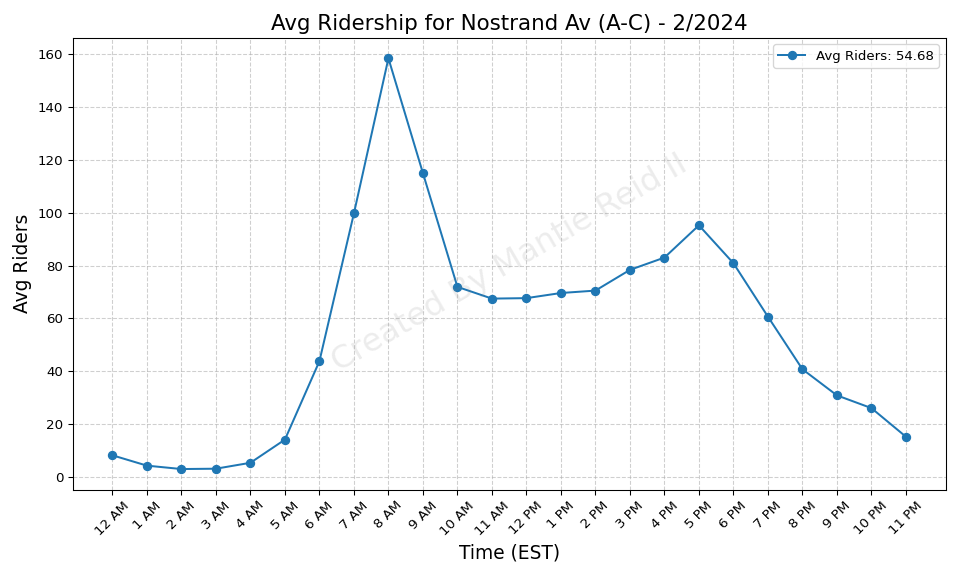 Avg Ridership for Nostrand Av (A-C) - 2/2024
Avg Riders: 54.68
160
140
120
100
80
60
40
20
0
Avg Riders
Created By Mantle Reid II
12 AM
1 AM
2 AM
3 AM
4 AM
5 AM
6 AM
7 AM
8 AM
9 AM
10 AM
11 AM
12 PM
1 PM
2 PM
3 PM
4 PM
5 PM
6 PM
7 PM
8 PM
9 PM
10 PM
11 PM
Time (EST)